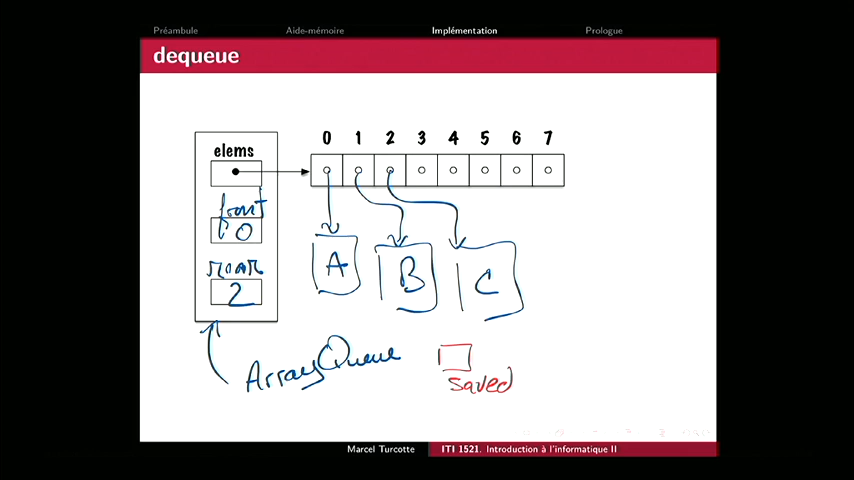 Préambule Aide-mémoire Implémentation Prologue
dequeue
0 1 2 3 4 5 6 7
elems
front
0
rear
2
A B C
ArrayQueue
saved
Marcel Turcotte ITI 1521. Introduction à l'informatique II